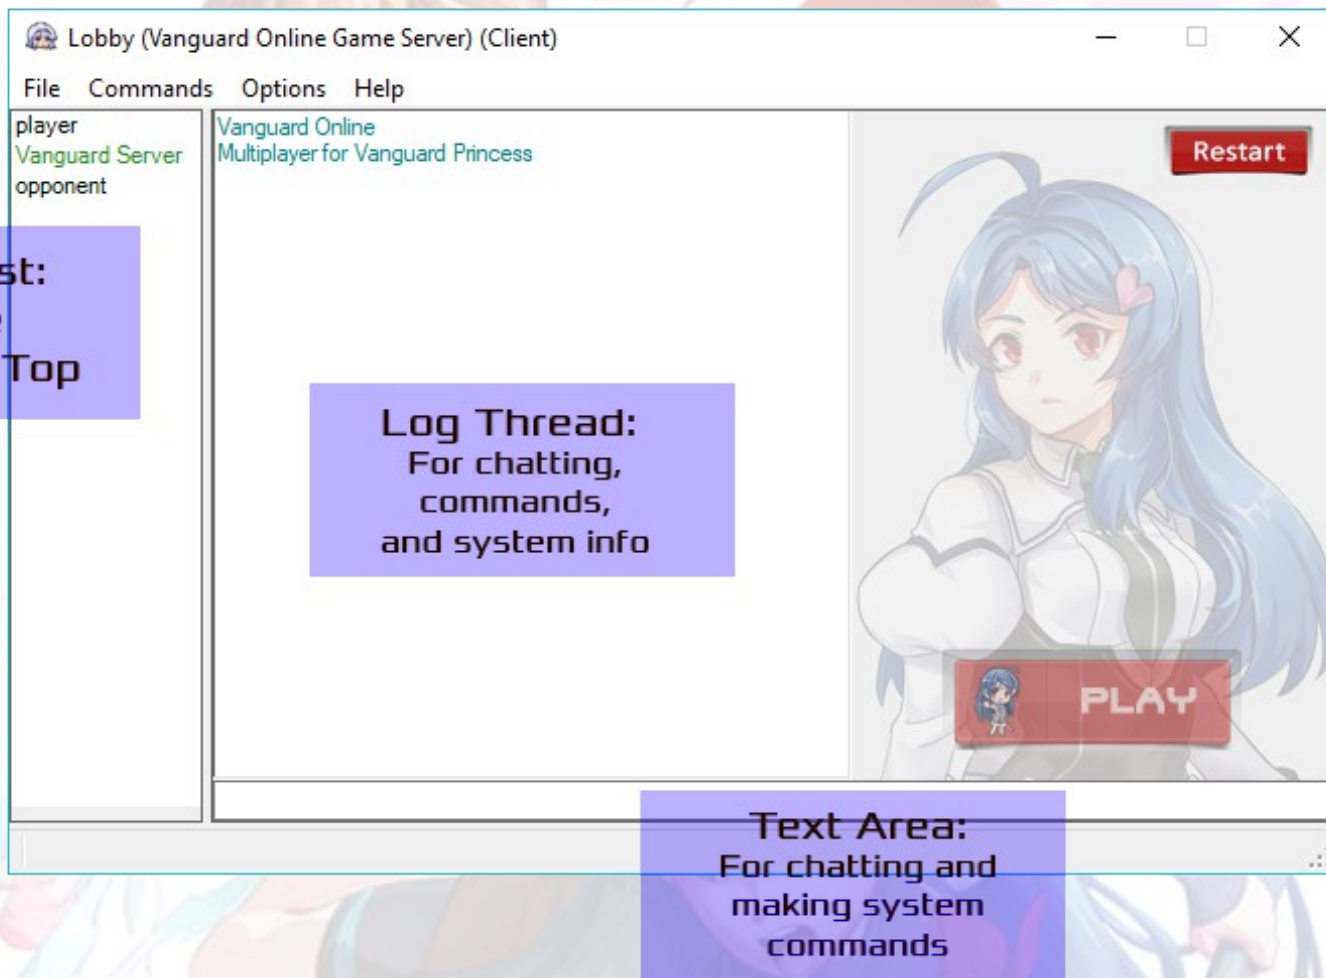 Lobby (Vanguard Online Game Server) (Client)
File Commands Options Help
player
Vanguard Server
opponent
Vanguard Online
Multiplayer for Vanguard Princess
Restart
st:
Top
Log Thread:
For chatting,
commands,
and system info
PLAY
Text Area:
For chatting and
making system
commands